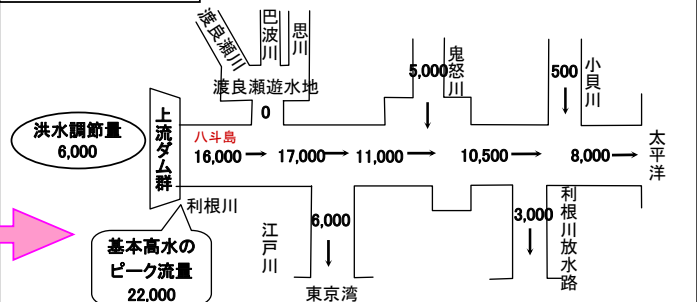 渡良瀬川
巴波川
思川
渡良瀬遊水地
0
鬼怒川
5,000
小貝川
500
洪水調節量
6,000
上流ダム群
八斗島
16,000
17,000
11,000
10,500
8,000
太平洋
利根川
江戸川
6,000
東京湾
3,000
利根川放水路
基本高水の
ピーク流量
22,000